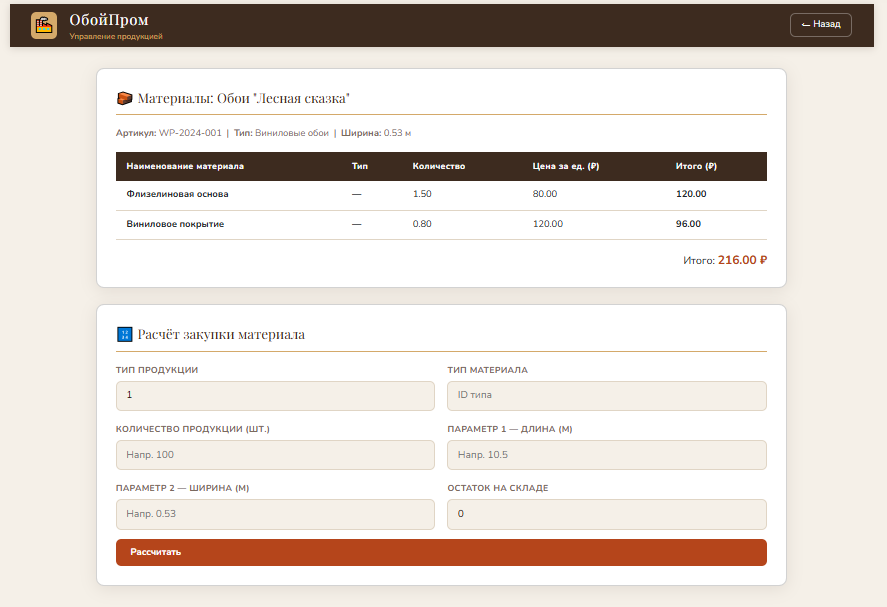 ОбойПром
Управление продукцией
← Назад
Материалы: Обои "Лесная сказка"
Артикул: WP-2024-001 | Тип: Виниловые обои | Ширина: 0.53 м
Наименование материала Тип Количество Цена за ед. (₽) Итого (₽)
Флизелиновая основа — 1.50 80.00 120.00
Виниловое покрытие — 0.80 120.00 96.00
Итого: 216.00 ₽
Расчёт закупки материала
ТИП ПРОДУКЦИИ ТИП МАТЕРИАЛА
1 ID типа
КОЛИЧЕСТВО ПРОДУКЦИИ (ШТ.) ПАРАМЕТР 1 — ДЛИНА (М)
Напр. 100 Напр. 10.5
ПАРАМЕТР 2 — ШИРИНА (М) ОСТАТОК НА СКЛАДЕ
Напр. 0.53 0
Рассчитать